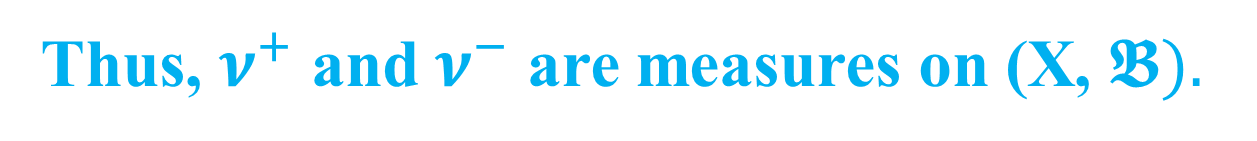 Thus, 𝝂⁺ and 𝝂⁻ are measures on (X, 𝕭).